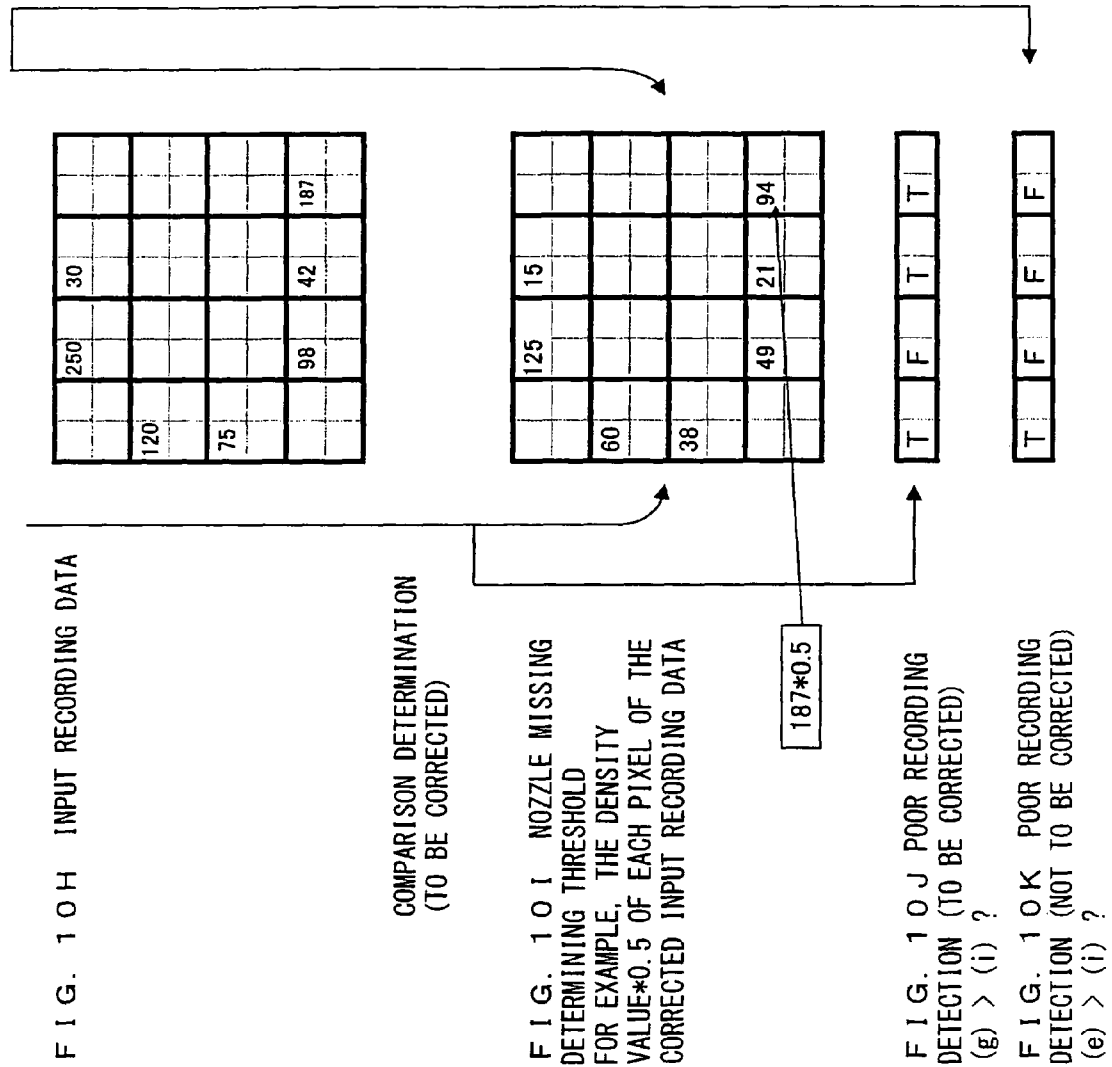 FIG. 10H INPUT RECORDING DATA
250 30
120
75
98 42 187
COMPARISON DETERMINATION
(TO BE CORRECTED)
FIG. 10I NOZZLE MISSING
DETERMINING THRESHOLD
FOR EXAMPLE, THE DENSITY
VALUE*0.5 OF EACH PIXEL OF THE
CORRECTED INPUT RECORDING DATA
125 15
60
38
49 21 94
187*0.5
FIG. 10J POOR RECORDING
DETECTION (TO BE CORRECTED)
(g) > (i) ?
T F T T
FIG. 10K POOR RECORDING
DETECTION (NOT TO BE CORRECTED)
(e) > (i) ?
T F F F